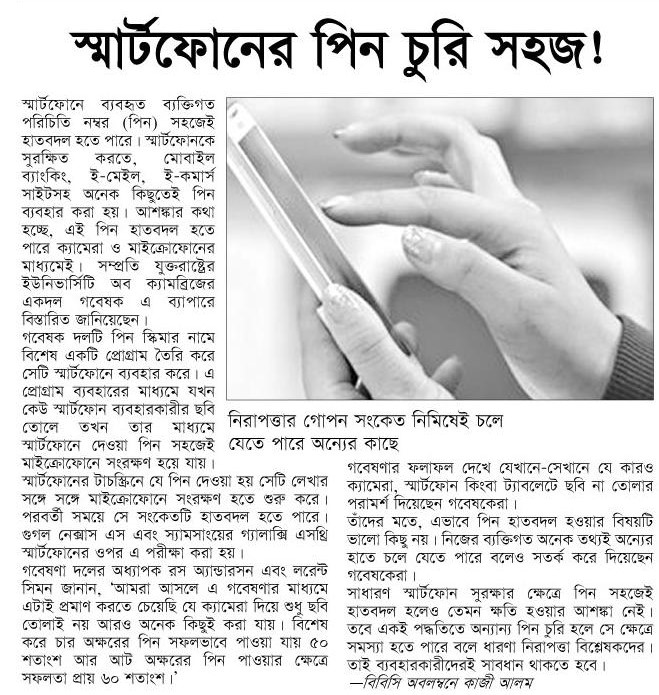 স্মার্টফোনের পিন চুরি সহজ!
স্মার্টফোনে ব্যবহৃত ব্যক্তিগত
পরিচিতি নম্বর (পিন) সহজেই
হাতবদল হতে পারে। স্মার্টফোনকে
সুরক্ষিত করতে, মোবাইল
ব্যাংকিং, ই-মেইল, ই-কমার্স
সাইটসহ অনেক কিছুতেই পিন
ব্যবহার করা হয়। আশঙ্কার কথা
হচ্ছে, এই পিন হাতবদল হতে
পারে ক্যামেরা ও মাইক্রোফোনের
মাধ্যমেই। সম্প্রতি যুক্তরাষ্ট্রের
ইউনিভার্সিটি অব ক্যামব্রিজের
একদল গবেষক এ ব্যাপারে
বিস্তারিত জানিয়েছেন।
গবেষক দলটি পিন স্কিমার নামে
বিশেষ একটি প্রোগ্রাম তৈরি করে
সেটি স্মার্টফোনে ব্যবহার করে। এ
প্রোগ্রাম ব্যবহারের মাধ্যমে যখন
কেউ স্মার্টফোন ব্যবহারকারীর ছবি
তোলে তখন তার মাধ্যমে
স্মার্টফোনে দেওয়া পিন সহজেই
মাইক্রোফোনে সংরক্ষণ হয়ে যায়।
স্মার্টফোনের টাচস্ক্রিনে যে পিন দেওয়া হয় সেটি লেখার
সঙ্গে সঙ্গে মাইক্রোফোনে সংরক্ষণ হতে শুরু করে।
পরবর্তী সময়ে সে সংকেতটি হাতবদল হতে পারে।
গুগল নেক্সাস এস এবং স্যামসাংয়ের গ্যালাক্সি এসথ্রি
স্মার্টফোনের ওপর এ পরীক্ষা করা হয়।
গবেষণা দলের অধ্যাপক রস অ্যান্ডারসন এবং লরেন্ট
সিমন জানান, ‘আমরা আসলে এ গবেষণার মাধ্যমে
এটাই প্রমাণ করতে চেয়েছি যে ক্যামেরা দিয়ে শুধু ছবি
তোলাই নয় আরও অনেক কিছুই করা যায়। বিশেষ
করে চার অক্ষরের পিন সফলভাবে পাওয়া যায় ৫০
শতাংশ আর আট অক্ষরের পিন পাওয়ার ক্ষেত্রে
সফলতা প্রায় ৬০ শতাংশ।’
নিরাপত্তার গোপন সংকেত নিমিষেই চলে
যেতে পারে অন্যের কাছে
গবেষণার ফলাফল দেখে যেখানে-সেখানে যে কারও
ক্যামেরা, স্মার্টফোন কিংবা ট্যাবলেটে ছবি না তোলার
পরামর্শ দিয়েছেন গবেষকেরা।
তাঁদের মতে, এভাবে পিন হাতবদল হওয়ার বিষয়টি
ভালো কিছু নয়। নিজের ব্যক্তিগত অনেক তথ্যই অন্যের
হাতে চলে যেতে পারে বলেও সতর্ক করে দিয়েছেন
গবেষকেরা।
সাধারণ স্মার্টফোন সুরক্ষার ক্ষেত্রে পিন সহজেই
হাতবদল হলেও তেমন ক্ষতি হওয়ার আশঙ্কা নেই।
তবে একই পদ্ধতিতে অন্যান্য পিন চুরি হলে সে ক্ষেত্রে
সমস্যা হতে পারে বলে ধারণা নিরাপত্তা বিশ্লেষকদের।
তাই ব্যবহারকারীদেরই সাবধান থাকতে হবে।
—বিবিসি অবলম্বনে কাজী আলম